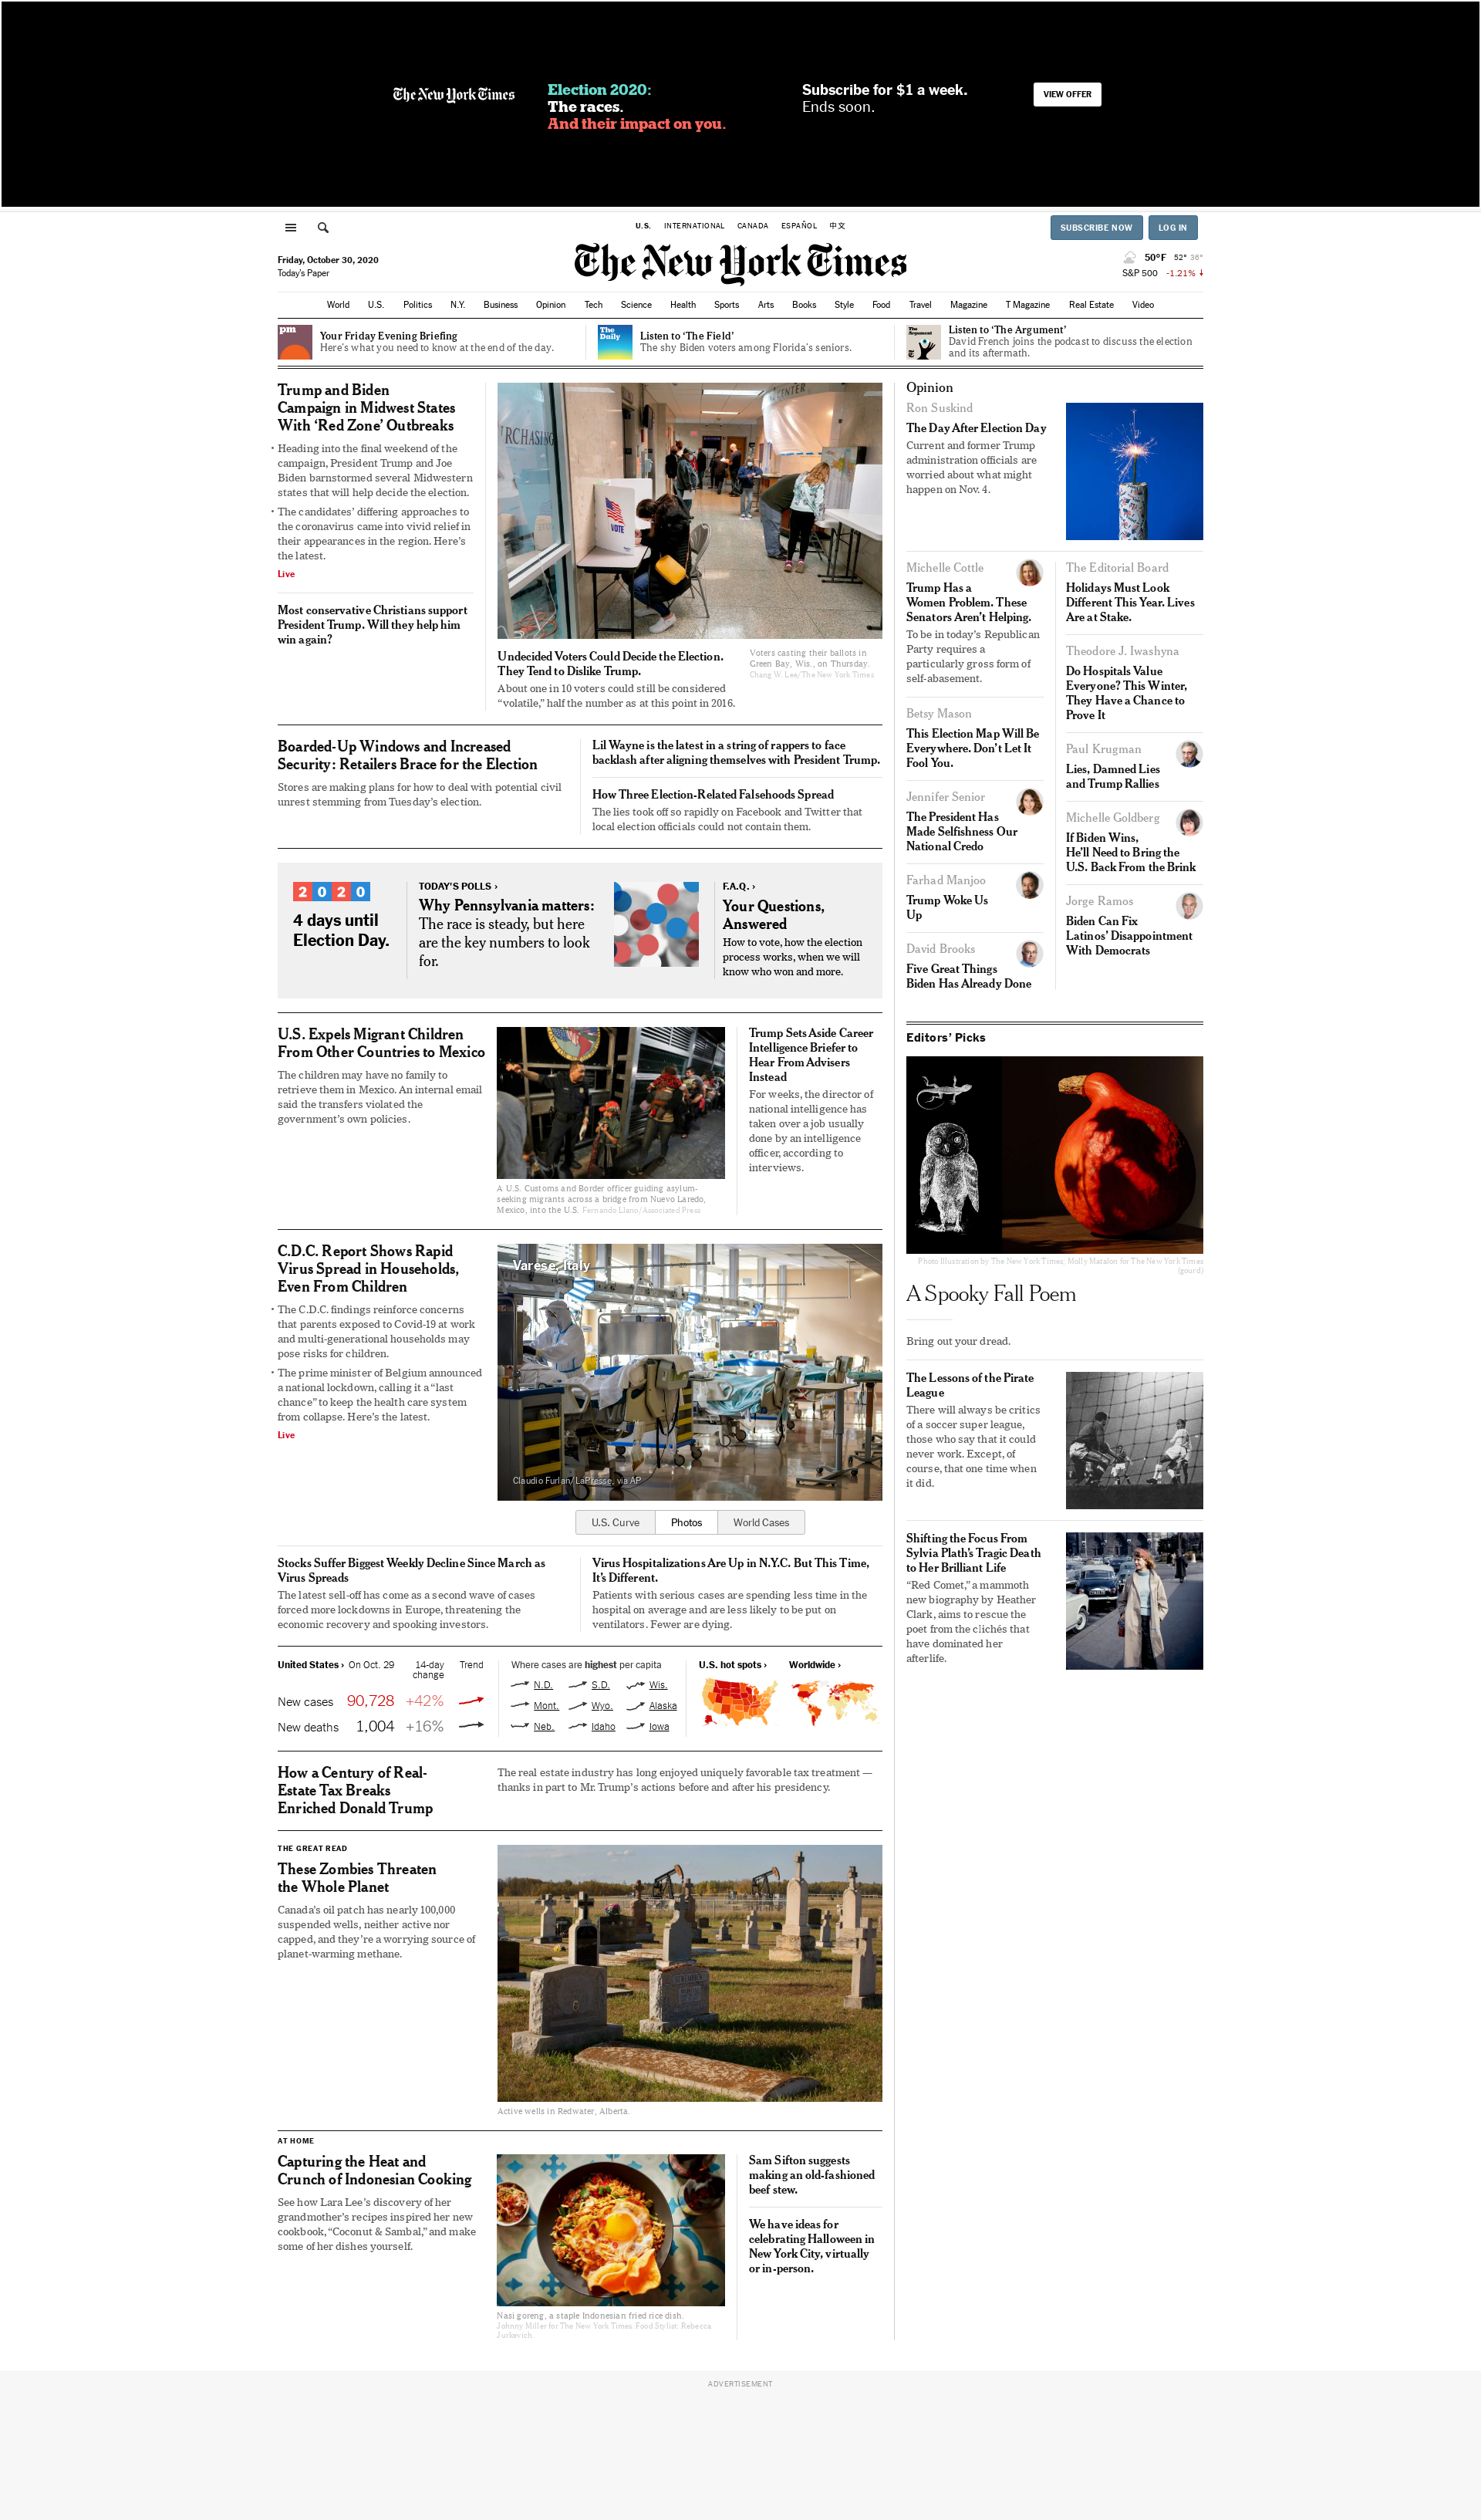 The New York Times
Election 2020:
The races.
And their impact on you.
Subscribe for $1 a week.
Ends soon.
VIEW OFFER
U.S. INTERNATIONAL CANADA ESPAÑOL 中文
SUBSCRIBE NOW LOG IN
Friday, October 30, 2020
Today's Paper
The New York Times
50°F 52° 36°
S&P 500 -1.21%
World U.S. Politics N.Y. Business Opinion Tech Science Health Sports Arts Books Style Food Travel Magazine T Magazine Real Estate Video
pm
Your Friday Evening Briefing
Here's what you need to know at the end of the day.
The
Daily
Listen to 'The Field'
The shy Biden voters among Florida's seniors.
The
Argument
Listen to 'The Argument'
David French joins the podcast to discuss the election
and its aftermath.
Trump and Biden
Campaign in Midwest States
With 'Red Zone' Outbreaks
• Heading into the final weekend of the
campaign, President Trump and Joe
Biden barnstormed several Midwestern
states that will help decide the election.
• The candidates' differing approaches to
the coronavirus came into vivid relief in
their appearances in the region. Here's
the latest.
Live
Most conservative Christians support
President Trump. Will they help him
win again?
VOTE
Undecided Voters Could Decide the Election.
They Tend to Dislike Trump.
About one in 10 voters could still be considered
"volatile," half the number as at this point in 2016.
Voters casting their ballots in
Green Bay, Wis., on Thursday.
Chang W. Lee/The New York Times
Boarded-Up Windows and Increased
Security: Retailers Brace for the Election
Stores are making plans for how to deal with potential civil
unrest stemming from Tuesday's election.
Lil Wayne is the latest in a string of rappers to face
backlash after aligning themselves with President Trump.
How Three Election-Related Falsehoods Spread
The lies took off so rapidly on Facebook and Twitter that
local election officials could not contain them.
2020
4 days until
Election Day.
TODAY'S POLLS ›
Why Pennsylvania matters:
The race is steady, but here
are the key numbers to look
for.
F.A.Q. ›
Your Questions,
Answered
How to vote, how the election
process works, when we will
know who won and more.
U.S. Expels Migrant Children
From Other Countries to Mexico
The children may have no family to
retrieve them in Mexico. An internal email
said the transfers violated the
government's own policies.
A U.S. Customs and Border officer guiding asylum-
seeking migrants across a bridge from Nuevo Laredo,
Mexico, into the U.S. Fernando Llano/Associated Press
Trump Sets Aside Career
Intelligence Briefer to
Hear From Advisers
Instead
For weeks, the director of
national intelligence has
taken over a job usually
done by an intelligence
officer, according to
interviews.
C.D.C. Report Shows Rapid
Virus Spread in Households,
Even From Children
• The C.D.C. findings reinforce concerns
that parents exposed to Covid-19 at work
and multi-generational households may
pose risks for children.
• The prime minister of Belgium announced
a national lockdown, calling it a "last
chance" to keep the health care system
from collapse. Here's the latest.
Live
Varese, Italy
Claudio Furlan/LaPresse, via AP
U.S. Curve Photos World Cases
Stocks Suffer Biggest Weekly Decline Since March as
Virus Spreads
The latest sell-off has come as a second wave of cases
forced more lockdowns in Europe, threatening the
economic recovery and spooking investors.
Virus Hospitalizations Are Up in N.Y.C. But This Time,
It's Different.
Patients with serious cases are spending less time in the
hospital on average and are less likely to be put on
ventilators. Fewer are dying.
United States › On Oct. 29 14-day change Trend
New cases 90,728 +42%
New deaths 1,004 +16%
Where cases are highest per capita
N.D. S.D. Wis.
Mont. Wyo. Alaska
Neb. Idaho Iowa
U.S. hot spots › Worldwide ›
How a Century of Real-
Estate Tax Breaks
Enriched Donald Trump
The real estate industry has long enjoyed uniquely favorable tax treatment —
thanks in part to Mr. Trump's actions before and after his presidency.
THE GREAT READ
These Zombies Threaten
the Whole Planet
Canada's oil patch has nearly 100,000
suspended wells, neither active nor
capped, and they're a worrying source of
planet-warming methane.
Active wells in Redwater, Alberta.
AT HOME
Capturing the Heat and
Crunch of Indonesian Cooking
See how Lara Lee's discovery of her
grandmother's recipes inspired her new
cookbook, "Coconut & Sambal," and make
some of her dishes yourself.
Nasi goreng, a staple Indonesian fried rice dish.
Johnny Miller for The New York Times. Food Stylist: Rebecca
Jurkevich.
Sam Sifton suggests
making an old-fashioned
beef stew.
We have ideas for
celebrating Halloween in
New York City, virtually
or in-person.
Opinion
Ron Suskind
The Day After Election Day
Current and former Trump
administration officials are
worried about what might
happen on Nov. 4.
Michelle Cottle
Trump Has a
Women Problem. These
Senators Aren't Helping.
To be in today's Republican
Party requires a
particularly gross form of
self-abasement.
Betsy Mason
This Election Map Will Be
Everywhere. Don't Let It
Fool You.
Jennifer Senior
The President Has
Made Selfishness Our
National Credo
Farhad Manjoo
Trump Woke Us
Up
David Brooks
Five Great Things
Biden Has Already Done
The Editorial Board
Holidays Must Look
Different This Year. Lives
Are at Stake.
Theodore J. Iwashyna
Do Hospitals Value
Everyone? This Winter,
They Have a Chance to
Prove It
Paul Krugman
Lies, Damned Lies
and Trump Rallies
Michelle Goldberg
If Biden Wins,
He'll Need to Bring the
U.S. Back From the Brink
Jorge Ramos
Biden Can Fix
Latinos' Disappointment
With Democrats
Editors' Picks
Photo Illustration by The New York Times; Molly Matalon for The New York Times
(gourd)
A Spooky Fall Poem
Bring out your dread.
The Lessons of the Pirate
League
There will always be critics
of a soccer super league,
those who say that it could
never work. Except, of
course, that one time when
it did.
Shifting the Focus From
Sylvia Plath's Tragic Death
to Her Brilliant Life
"Red Comet," a mammoth
new biography by Heather
Clark, aims to rescue the
poet from the clichés that
have dominated her
afterlife.
ADVERTISEMENT